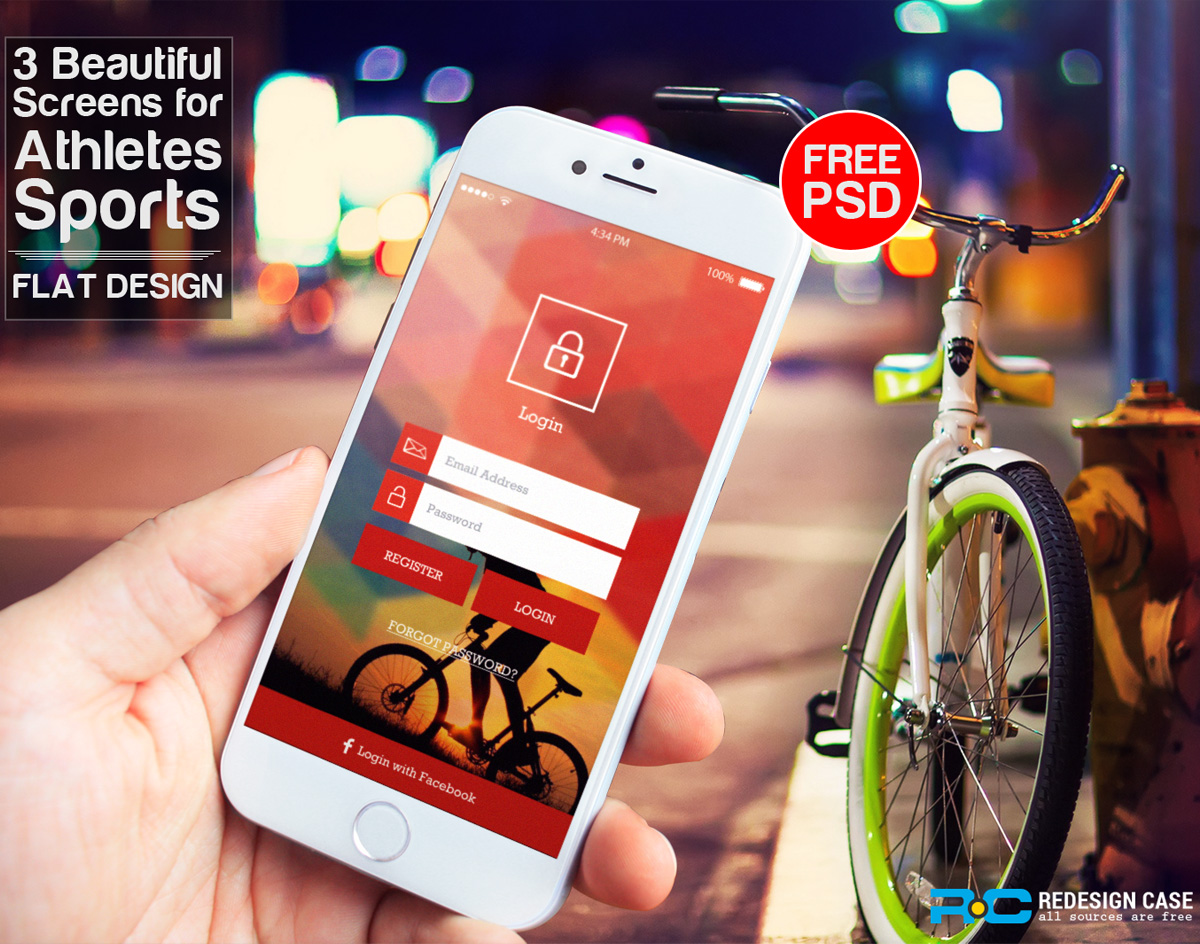 3 Beautiful
Screens for
Athletes
Sports
FLAT DESIGN
FREE
PSD
4:34 PM
100%
Login
Email Address
Password
REGISTER
LOGIN
FORGOT PASSWORD?
f Login with Facebook
RC REDESIGN CASE
all sources are free